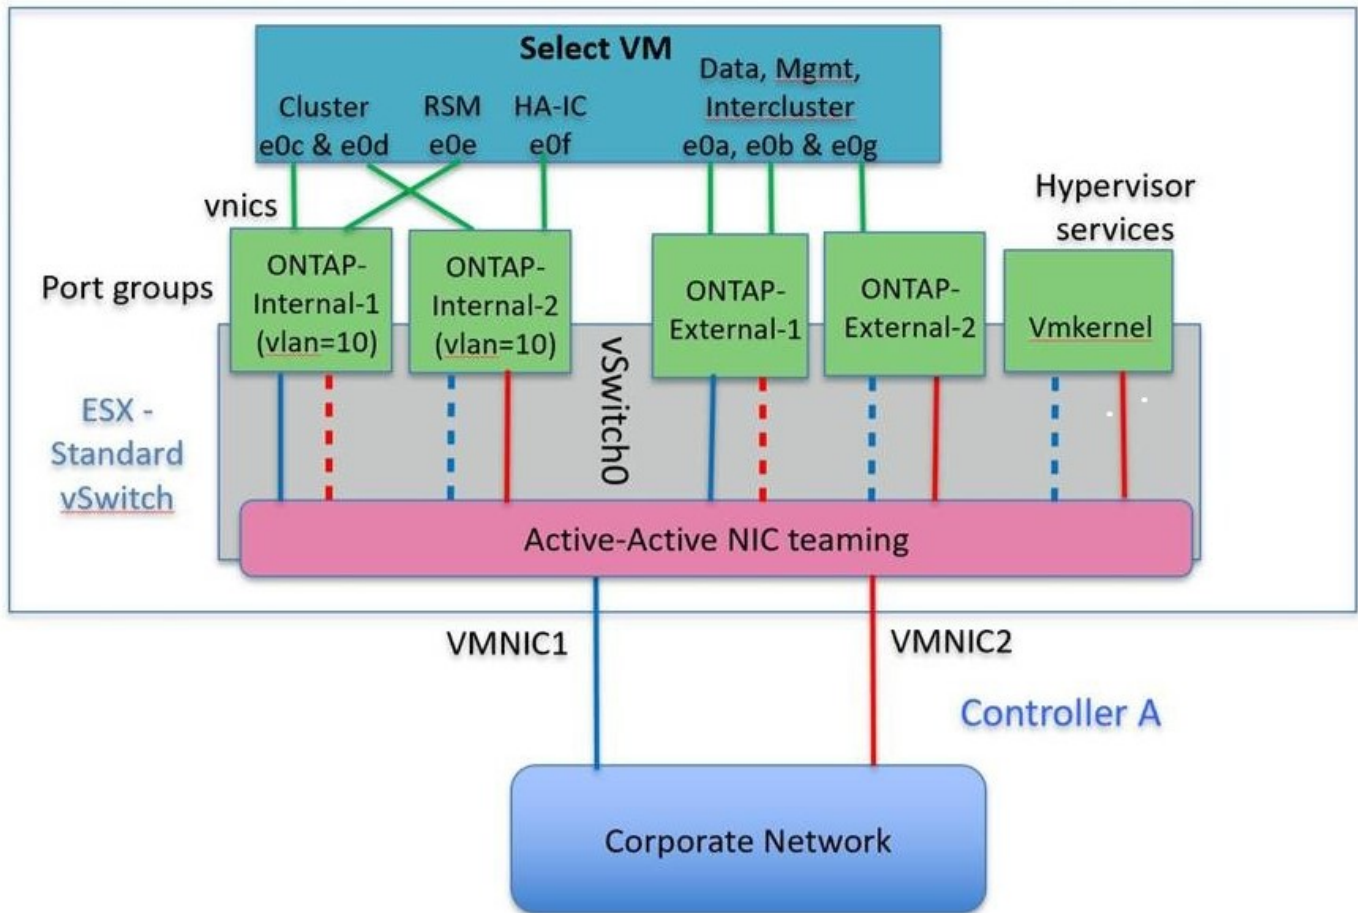 Select VM
Data, Mgmt,
Intercluster
e0a, e0b & e0g
Cluster
e0c & e0d
RSM
e0e
HA-IC
e0f
vnics
Hypervisor
services
Port groups
ONTAP-
Internal-1
(vlan=10)
ONTAP-
Internal-2
(vlan=10)
ONTAP-
External-1
ONTAP-
External-2
Vmkernel
vSwitch0
ESX -
Standard
vSwitch
Active-Active NIC teaming
VMNIC1
VMNIC2
Controller A
Corporate Network